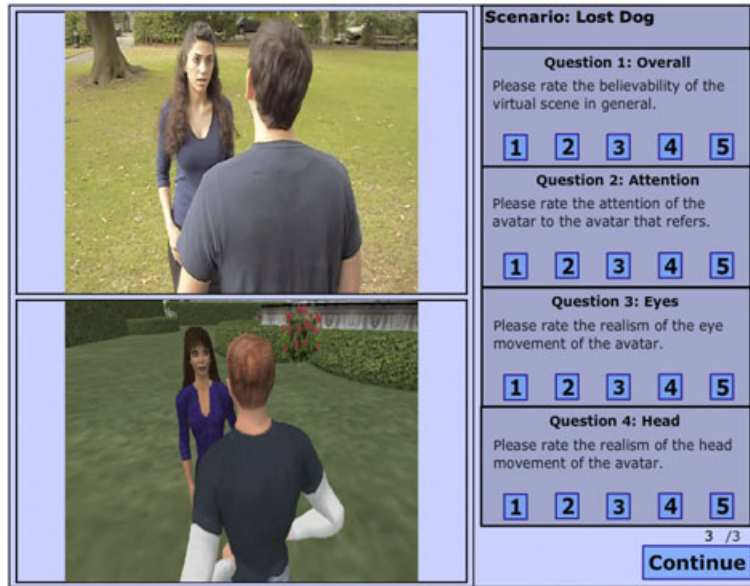 Scenario: Lost Dog
Question 1: Overall
Please rate the believability of the
virtual scene in general.
1 2 3 4 5
Question 2: Attention
Please rate the attention of the
avatar to the avatar that refers.
1 2 3 4 5
Question 3: Eyes
Please rate the realism of the eye
movement of the avatar.
1 2 3 4 5
Question 4: Head
Please rate the realism of the head
movement of the avatar.
1 2 3 4 5
3 /3
Continue